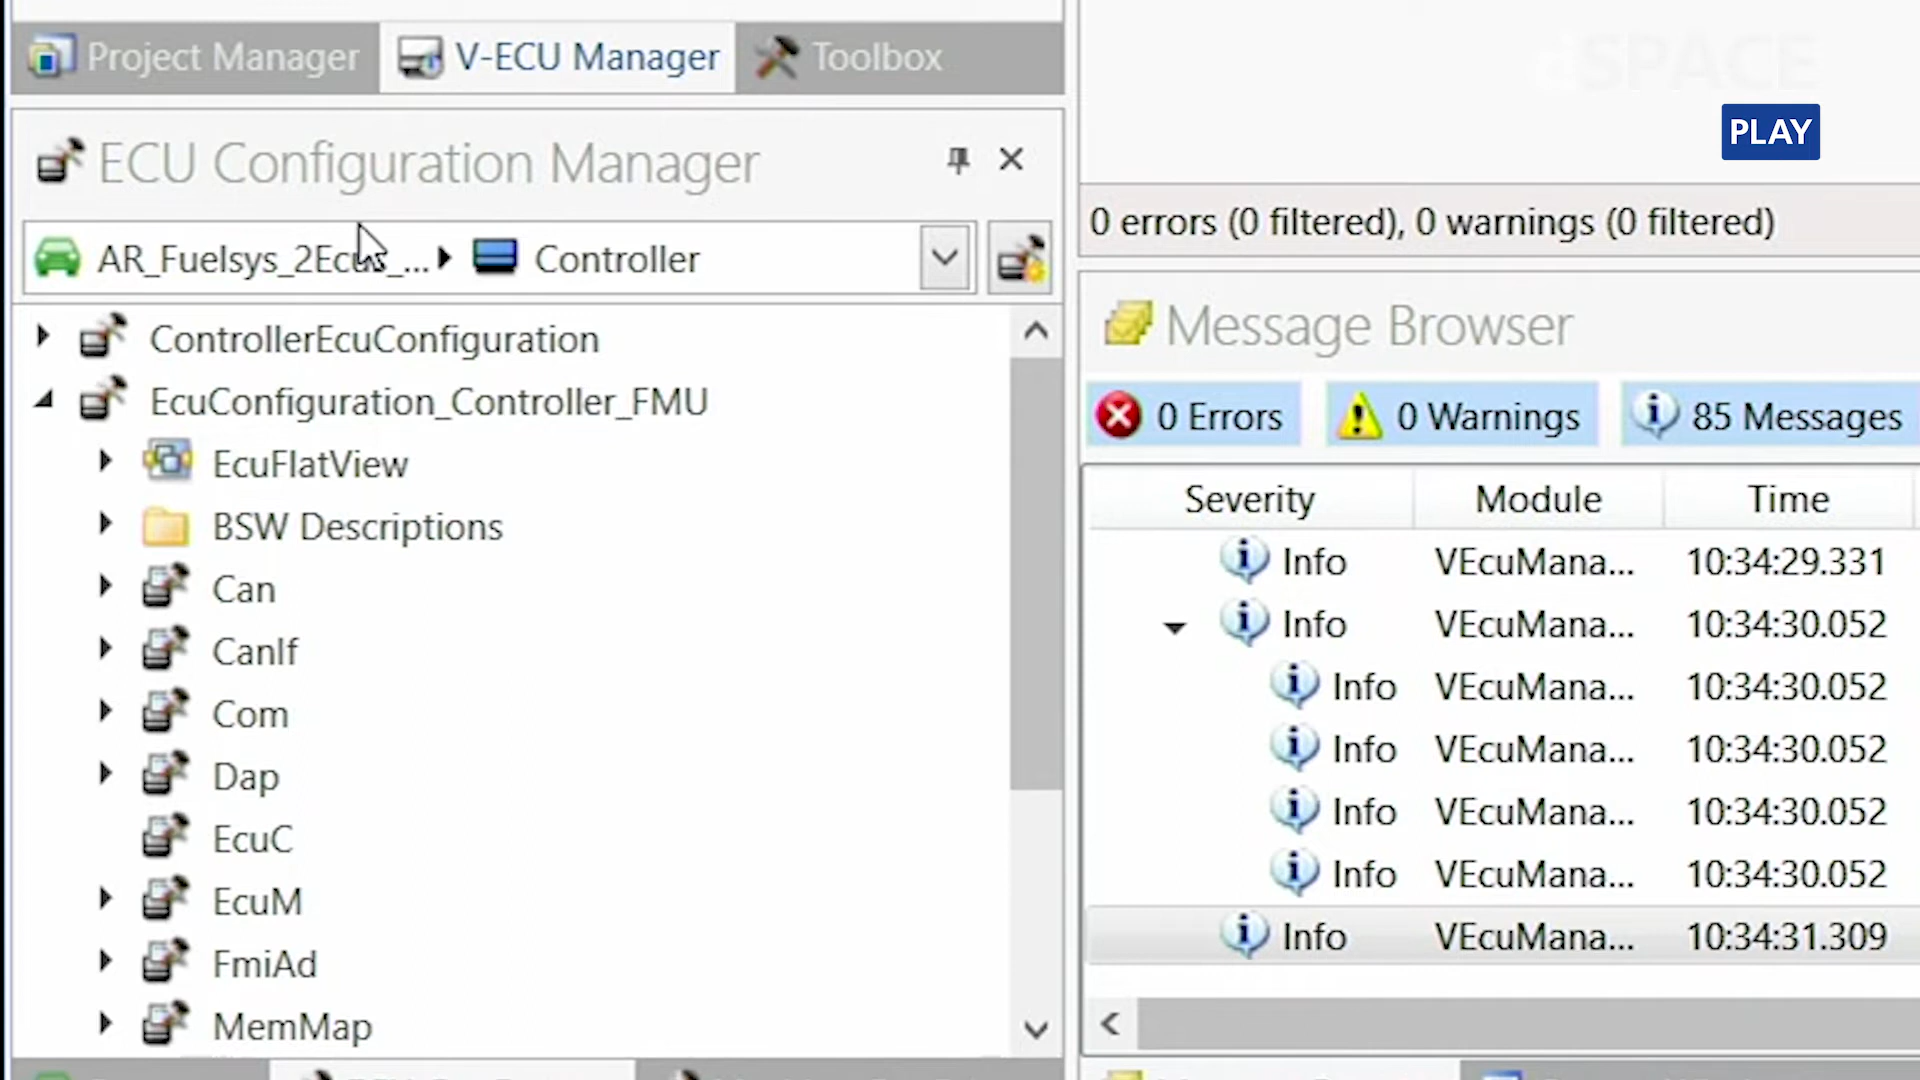 Project Manager
V-ECU Manager
Toolbox
ECU Configuration Manager
AR_Fuelsys_2Ecus_...
Controller
ControllerEcuConfiguration
EcuConfiguration_Controller_FMU
EcuFlatView
BSW Descriptions
Can
CanIf
Com
Dap
EcuC
EcuM
FmiAd
MemMap
dSPACE
PLAY
0 errors (0 filtered), 0 warnings (0 filtered)
Message Browser
0 Errors
0 Warnings
85 Messages
Severity Module Time
Info VEcuMana... 10:34:29.331
Info VEcuMana... 10:34:30.052
Info VEcuMana... 10:34:30.052
Info VEcuMana... 10:34:30.052
Info VEcuMana... 10:34:30.052
Info VEcuMana... 10:34:30.052
Info VEcuMana... 10:34:31.309